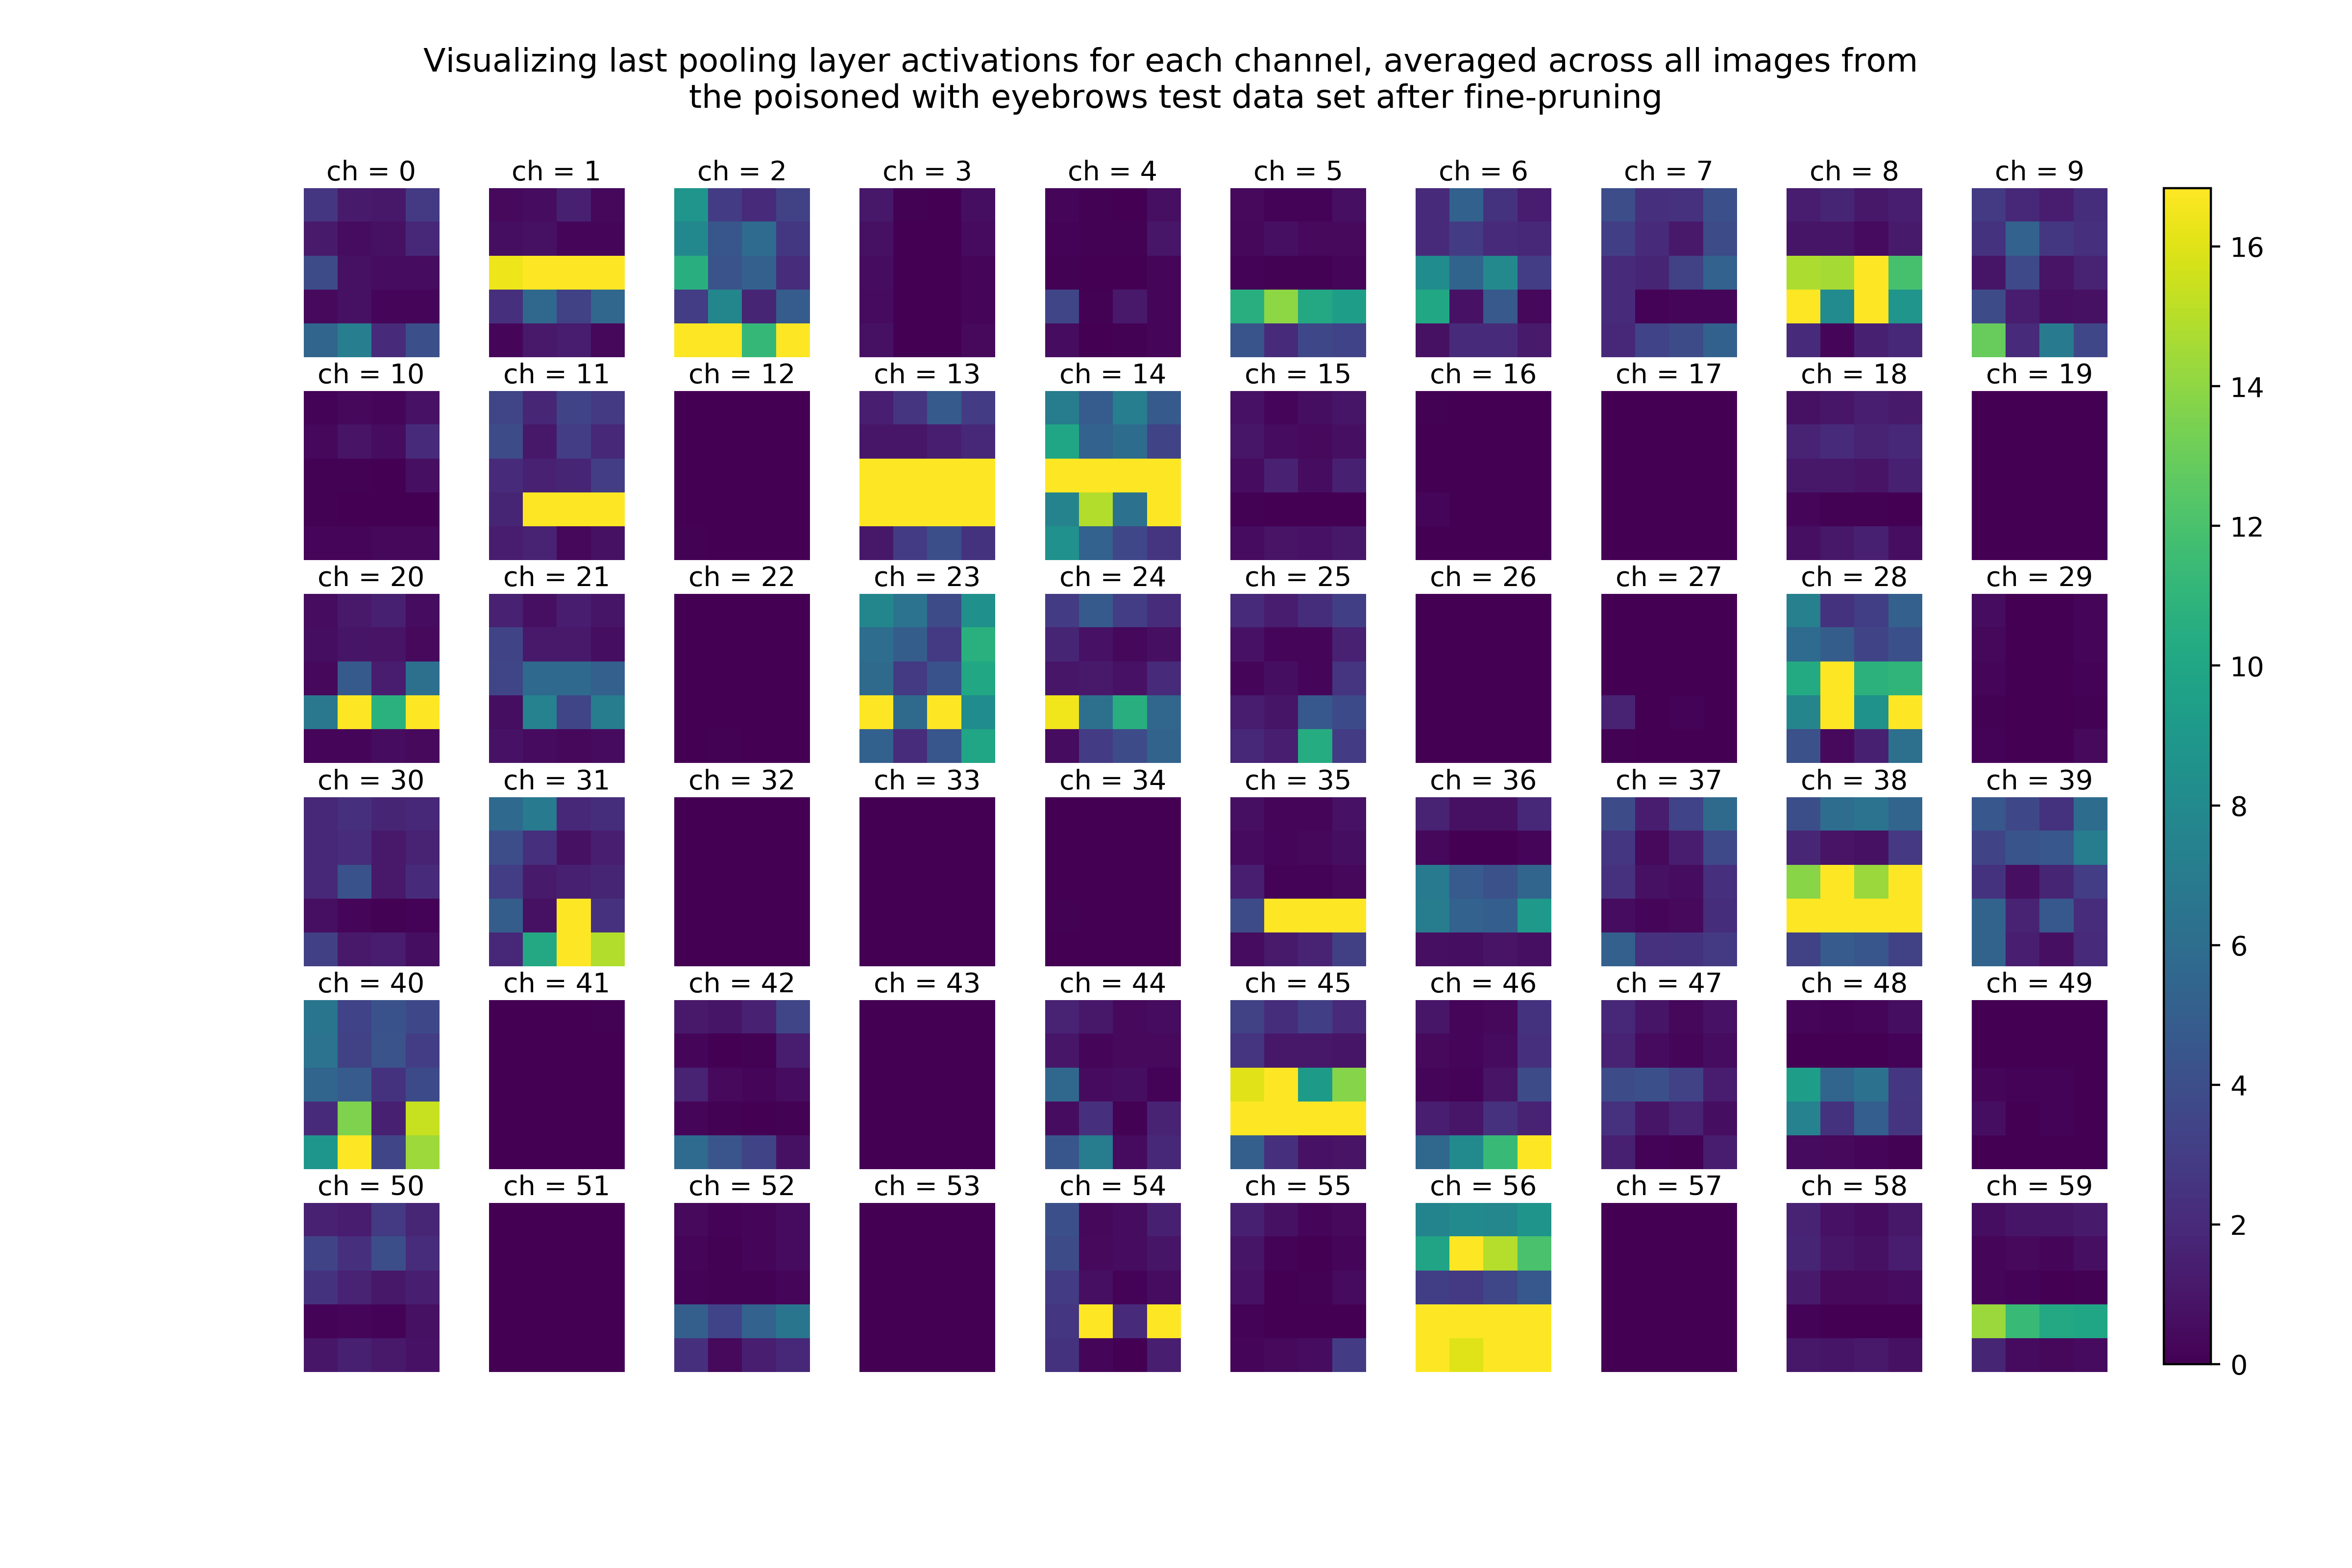 Visualizing last pooling layer activations for each channel, averaged across all images from
the poisoned with eyebrows test data set after fine-pruning
ch = 0 ch = 1 ch = 2 ch = 3 ch = 4 ch = 5 ch = 6 ch = 7 ch = 8 ch = 9
ch = 10 ch = 11 ch = 12 ch = 13 ch = 14 ch = 15 ch = 16 ch = 17 ch = 18 ch = 19
ch = 20 ch = 21 ch = 22 ch = 23 ch = 24 ch = 25 ch = 26 ch = 27 ch = 28 ch = 29
ch = 30 ch = 31 ch = 32 ch = 33 ch = 34 ch = 35 ch = 36 ch = 37 ch = 38 ch = 39
ch = 40 ch = 41 ch = 42 ch = 43 ch = 44 ch = 45 ch = 46 ch = 47 ch = 48 ch = 49
ch = 50 ch = 51 ch = 52 ch = 53 ch = 54 ch = 55 ch = 56 ch = 57 ch = 58 ch = 59
16
14
12
10
8
6
4
2
0